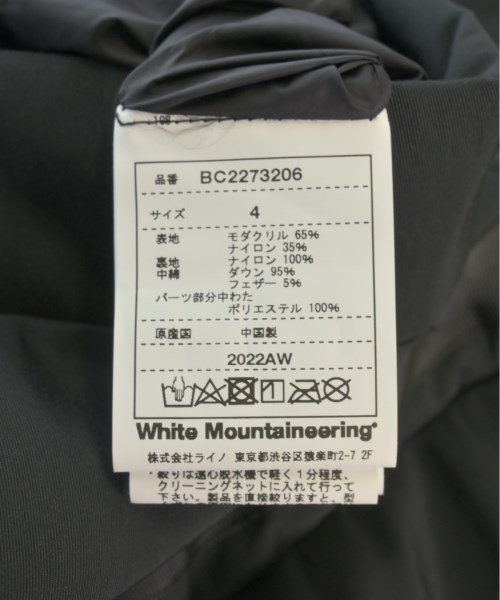 品番 BC2273206
サイズ 4
表地 モダクリル 65%
ナイロン 35%
裏地 ナイロン 100%
中綿 ダウン 95%
フェザー 5%
パーツ部分中わた
ポリエステル 100%
原産国 中国製
2022AW
White Mountaineering
株式会社ライノ 東京都渋谷区猿楽町2-7 2F
・絞りは遠心脱水機で軽く1分程度、
クリーニングネットに入れて行って
下さい。製品を直接絞りますと、型